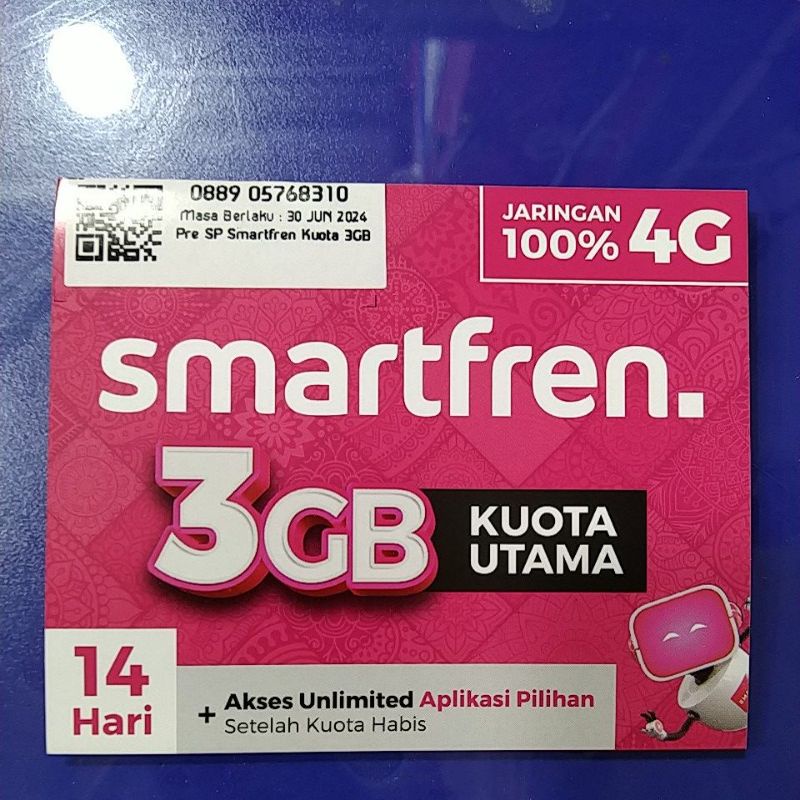 0889 05768310
Masa Berlaku : 30 JUN 2024
Pre SP Smartfren Kuota 3GB
JARINGAN
100% 4G
smartfren.
3GB
KUOTA
UTAMA
14
Hari
+ Akses Unlimited Aplikasi Pilihan
Setelah Kuota Habis